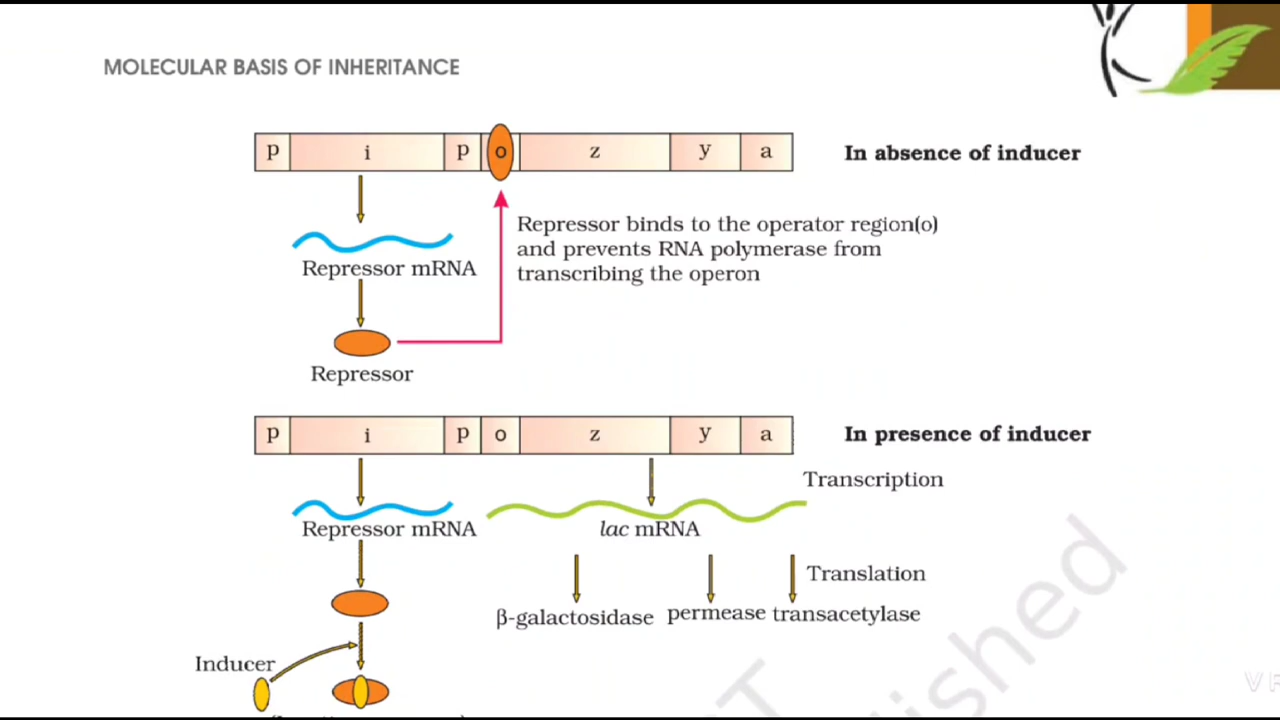 MOLECULAR BASIS OF INHERITANCE
p i p o z y a In absence of inducer
Repressor binds to the operator region(o)
and prevents RNA polymerase from
transcribing the operon
Repressor mRNA
Repressor
p i p o z y a In presence of inducer
Transcription
Repressor mRNA lac mRNA
Translation
β-galactosidase permease transacetylase
Inducer